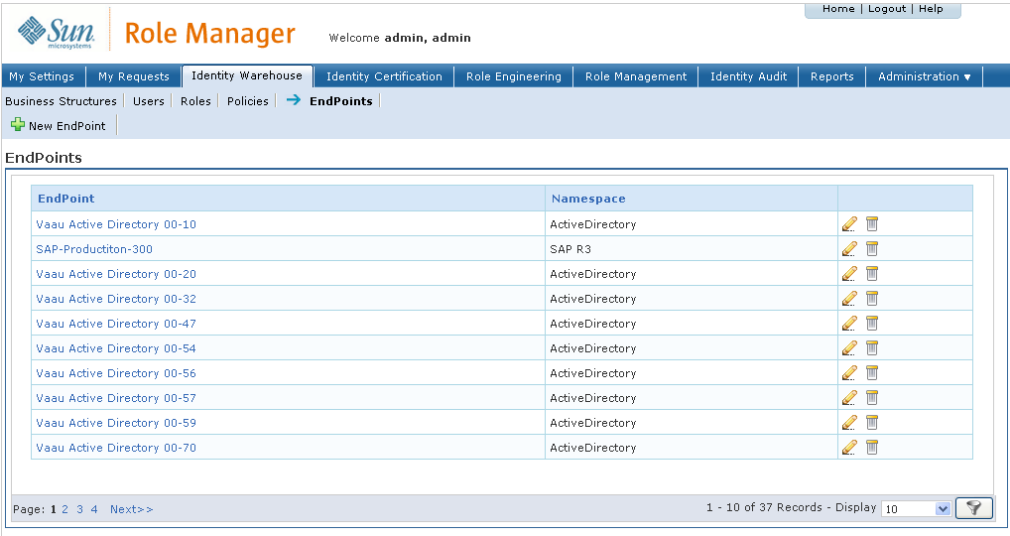 Home | Logout | Help
Sun microsystems
Role Manager
Welcome admin, admin
My Settings My Requests Identity Warehouse Identity Certification Role Engineering Role Management Identity Audit Reports Administration ▼
Business Structures Users Roles Policies → EndPoints
New EndPoint
EndPoints
EndPoint Namespace
Vaau Active Directory 00-10 ActiveDirectory
SAP-Productiton-300 SAP R3
Vaau Active Directory 00-20 ActiveDirectory
Vaau Active Directory 00-32 ActiveDirectory
Vaau Active Directory 00-47 ActiveDirectory
Vaau Active Directory 00-54 ActiveDirectory
Vaau Active Directory 00-56 ActiveDirectory
Vaau Active Directory 00-57 ActiveDirectory
Vaau Active Directory 00-59 ActiveDirectory
Vaau Active Directory 00-70 ActiveDirectory
Page: 1 2 3 4 Next>> 1 - 10 of 37 Records - Display 10